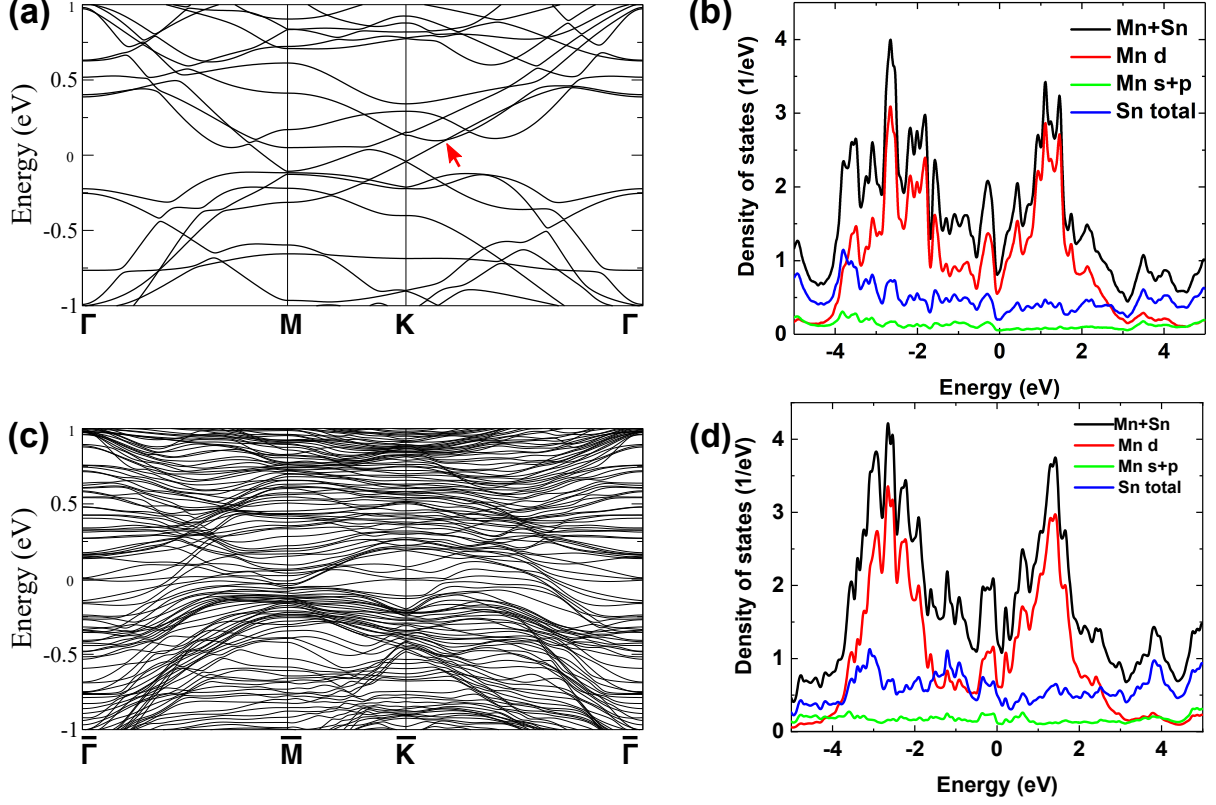 (a)
1
0.5
0
-0.5
-1
Energy (eV)
Γ M K Γ
(b)
4
3
2
1
0
Density of states (1/eV)
Mn+Sn
Mn d
Mn s+p
Sn total
-4 -2 0 2 4
Energy (eV)
(c)
1
0.5
0
-0.5
-1
Energy (eV)
Γ̅ M̅ K̅ Γ̅
(d)
4
3
2
1
0
Density of states (1/eV)
Mn+Sn
Mn d
Mn s+p
Sn total
-4 -2 0 2 4
Energy (eV)